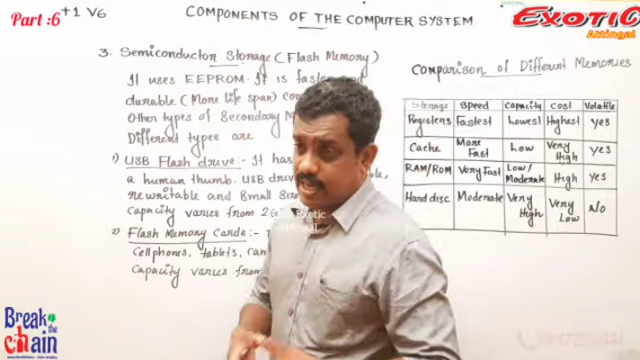 Part :6
+1 V6
COMPONENTS OF THE COMPUTER SYSTEM
EXOTIC
Attingal
3. Semiconductor Storage (Flash Memory)
It uses EEPROM. It is faster and
durable (More life span)
Other types of Secondary
Different types are
1) USB Flash drive :- It has
a human thumb. USB
rewritable and Small
Capacity varies from
2) Flash Memory Cards :-
Cellphones, tablets,
Capacity varies from
Comparison of Different Memories
Storage Speed Capacity Cost Volatile
Registers Fastest Lowest Highest Yes
Cache More Fast Low Very High Yes
RAM/ROM Very Fast Low/Moderate High Yes
Hard disc Moderate Very High Very Low No
Exotic
Break the chain